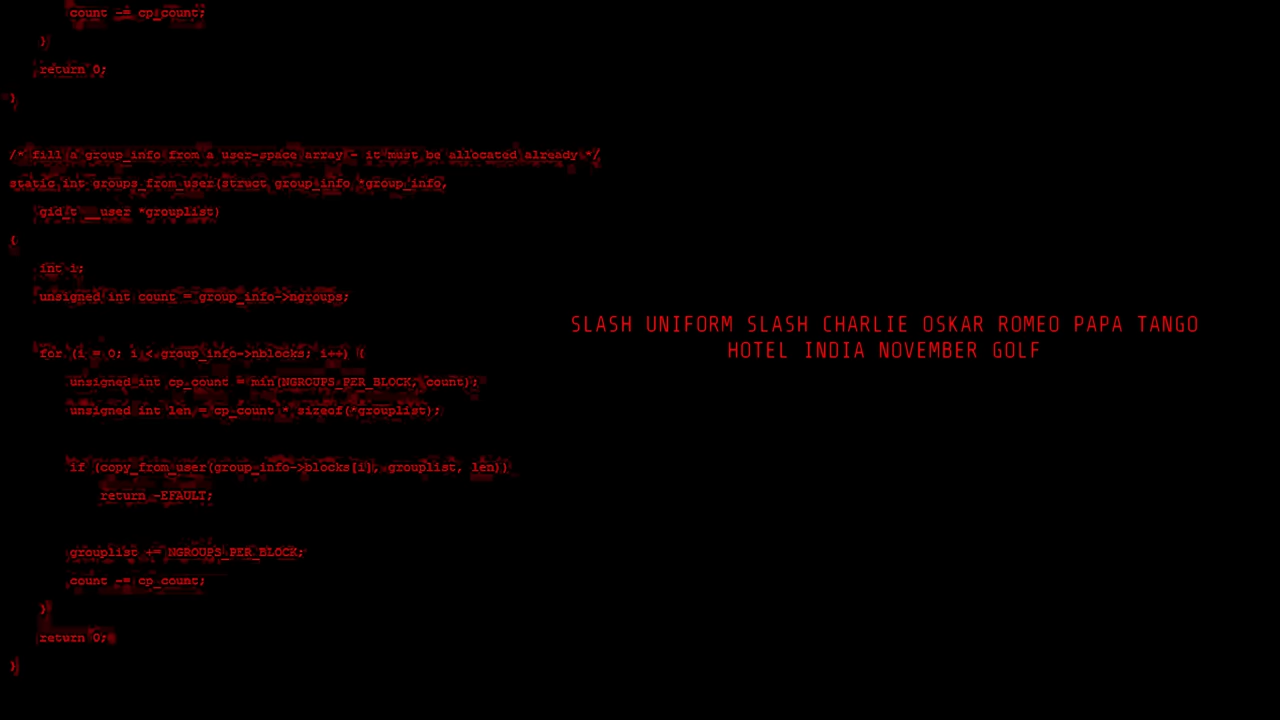 count -= cp_count;
}
return 0;
}
/* fill a group_info from a user-space array - it must be allocated already */
static int groups_from_user(struct group_info *group_info,
gid_t __user *grouplist)
{
int i;
unsigned int count = group_info->ngroups;
for (i = 0; i < group_info->nblocks; i++) {
unsigned int cp_count = min(NGROUPS_PER_BLOCK, count);
unsigned int len = cp_count * sizeof(*grouplist);
if (copy_from_user(group_info->blocks[i], grouplist, len))
return -EFAULT;
grouplist += NGROUPS_PER_BLOCK;
count -= cp_count;
}
return 0;
}
SLASH UNIFORM SLASH CHARLIE OSKAR ROMEO PAPA TANGO
HOTEL INDIA NOVEMBER GOLF